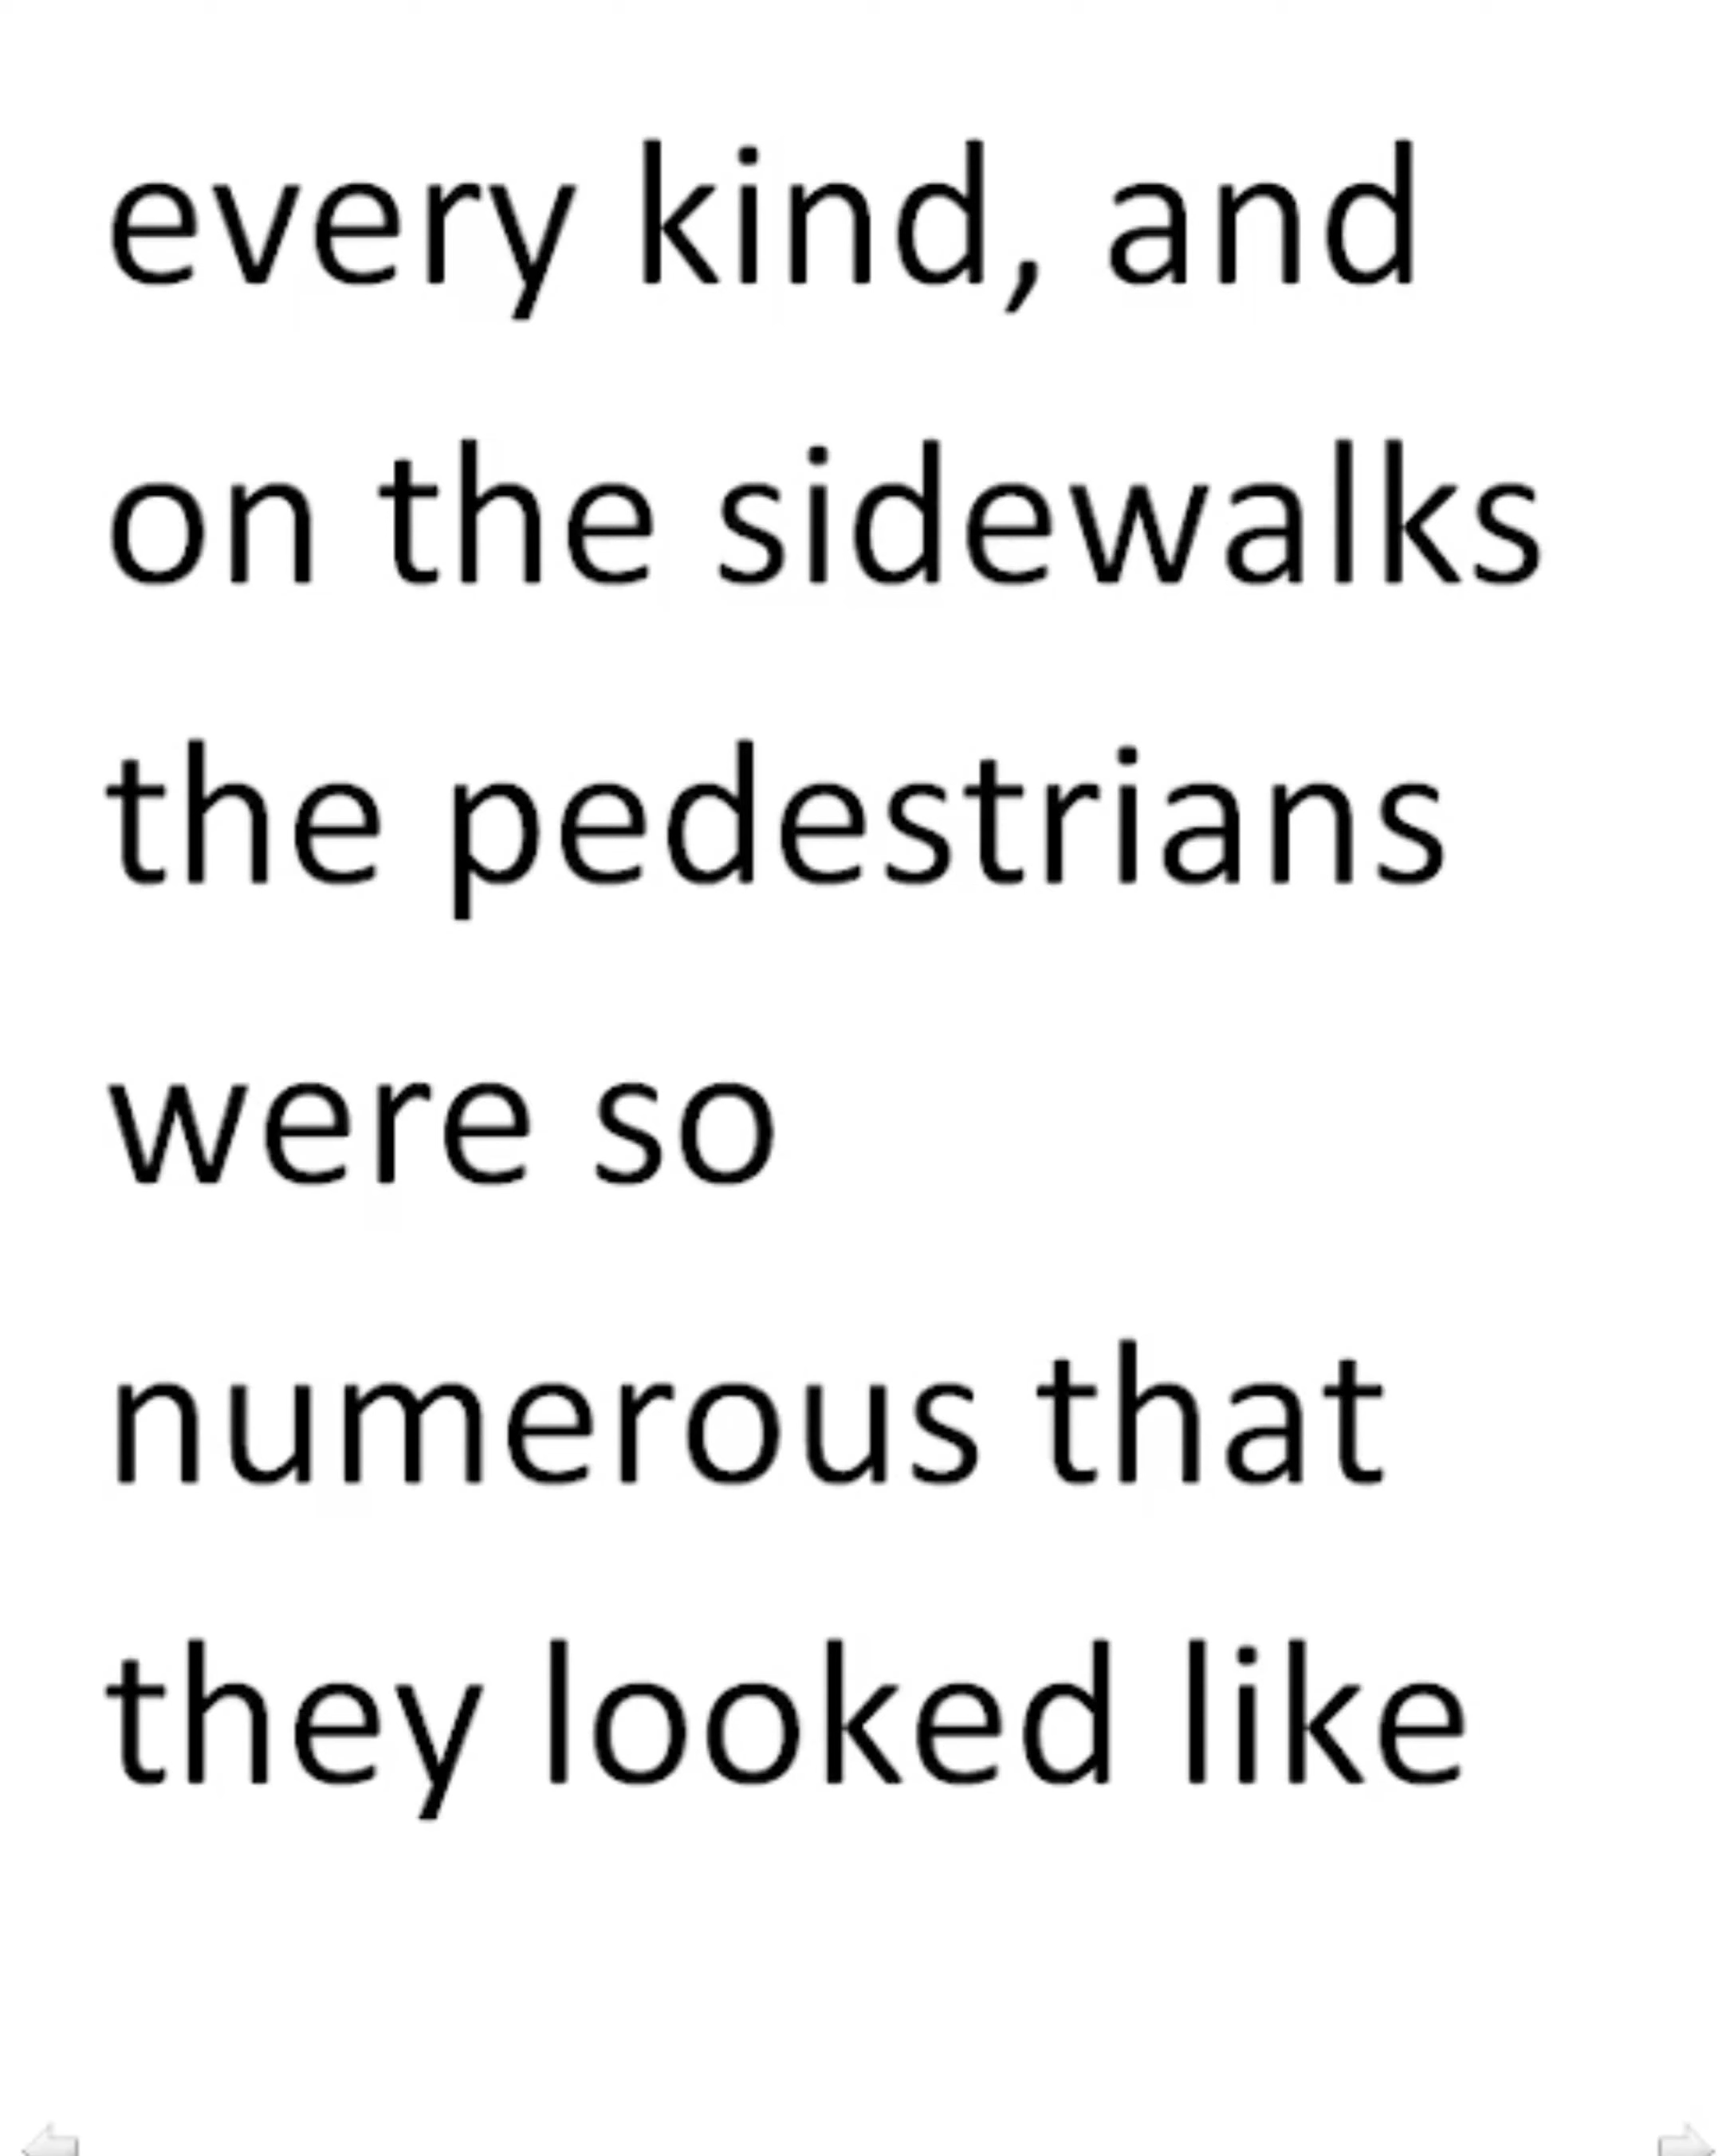 every kind, and
on the sidewalks
the pedestrians
were so
numerous that
they looked like